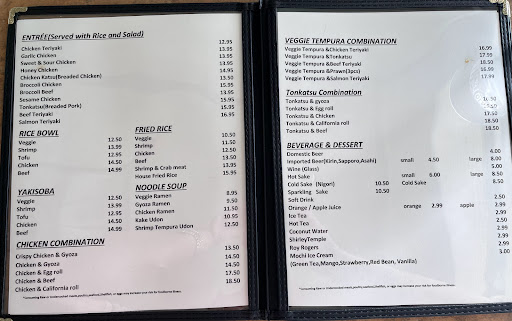 ENTRÉE(Served with Rice and Salad)
Chicken Teriyaki 12.95
Garlic Chicken 13.95
Sweet & Sour Chicken 13.95
Honey Chicken 14.95
Chicken Katsu(Breaded Chicken) 13.50
Broccoli Chicken 15.95
Broccoli Beef 13.95
Sesame Chicken 15.95
Tonkatsu(Breaded Pork) 15.95
Beef Teriyaki 16.95
Salmon Teriyaki
RICE BOWL
Veggie 12.50
Shrimp 13.99
Tofu 12.95
Chicken 14.50
Beef 14.99
FRIED RICE
Veggie 10.50
Shrimp 11.50
Chicken 12.50
Beef 13.50
Shrimp & Crab meat 13.95
House Fried Rice 15.95
YAKISOBA
Veggie 12.50
Shrimp 13.99
Tofu 12.95
Chicken 14.50
Beef 14.99
NOODLE SOUP
Veggie Ramen 8.95
Gyoza Ramen 9.50
Chicken Ramen 11.50
Kake Udon 10.95
Shrimp Tempura Udon 12.50
CHICKEN COMBINATION
Crispy Chicken & Gyoza 13.50
Chicken & Gyoza 14.50
Chicken & Egg roll 17.50
Chicken & Beef 18.50
Chicken & California roll
VEGGIE TEMPURA COMBINATION
Veggie Tempura &Chicken Teriyaki 16.99
Veggie Tempura &Tonkatsu 17.99
Veggie Tempura &Beef Teriyaki 18.50
Veggie Tempura &Prawn(3pcs) 16.99
Veggie Tempura &Salmon Teriyaki 17.99
Tonkatsu Combination
Tonkatsu & gyoza
Tonkatsu & Egg roll
Tonkatsu & Chicken 17.50
Tonkatsu & California roll 18.50
Tonkatsu & Beef 19.50
BEVERAGE & DESSERT
Domestic Beer 4.00
Imported Beer(Kirin,Sapporo,Asahi) small 4.50 large 8.00
Wine (Glass) 5.00
Hot Sake small 6.00 large 8.50
Cold Sake (Nigori) 10.50 Cold Sake 8.50
Sparkling Sake 10.50
Soft Drink 2.50
Orange / Apple Juice orange 2.99 apple 2.99
Ice Tea 2.50
Hot Tea 2.50
Coconut Water 2.99
ShirleyTemple 2.99
Roy Rogers 2.99
Mochi Ice Cream 3.00
(Green Tea,Mango,Strawberry,Red Bean, Vanilla)